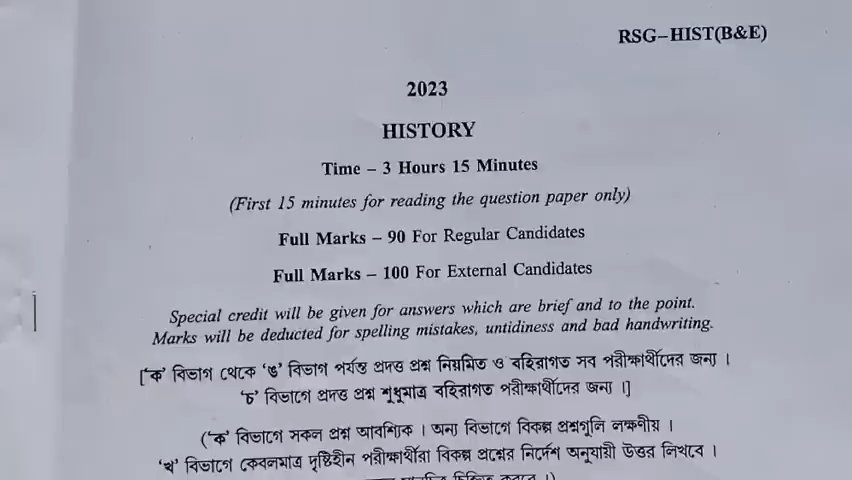 RSG–HIST(B&E)
2023
HISTORY
Time – 3 Hours 15 Minutes
(First 15 minutes for reading the question paper only)
Full Marks – 90 For Regular Candidates
Full Marks – 100 For External Candidates
Special credit will be given for answers which are brief and to the point.
Marks will be deducted for spelling mistakes, untidiness and bad handwriting.
['ক' বিভাগ থেকে 'ঙ' বিভাগ পর্যন্ত প্রদত্ত প্রশ্ন নিয়মিত ও বহিরাগত সব পরীক্ষার্থীদের জন্য ।
'চ' বিভাগে প্রদত্ত প্রশ্ন শুধুমাত্র বহিরাগত পরীক্ষার্থীদের জন্য ।]
('ক' বিভাগে সকল প্রশ্ন আবশ্যিক । অন্য বিভাগে বিকল্প প্রশ্নগুলি লক্ষণীয় ।
'খ' বিভাগে কেবলমাত্র দৃষ্টিহীন পরীক্ষার্থীরা বিকল্প প্রশ্নের নির্দেশ অনুযায়ী উত্তর লিখবে ।